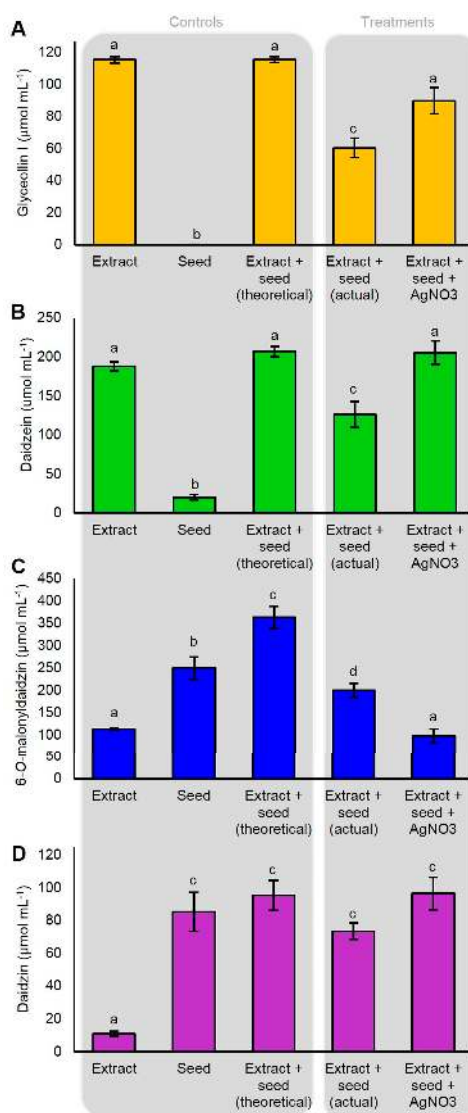 Controls Treatments
A
Glyceollin I (µmol mL⁻¹)
120
100
80
60
40
20
0
a
b
a
c
a
Extract
Seed
Extract +
seed
(theoretical)
Extract +
seed
(actual)
Extract +
seed +
AgNO3
B
Daidzein (umol mL⁻¹)
250
200
150
100
50
0
a
b
a
c
a
Extract
Seed
Extract +
seed
(theoretical)
Extract +
seed
(actual)
Extract +
seed +
AgNO3
C
6-O-malonyldaidzin (µmol mL⁻¹)
450
400
350
300
250
200
150
100
50
0
a
b
c
d
a
Extract
Seed
Extract +
seed
(theoretical)
Extract +
seed
(actual)
Extract +
seed +
AgNO3
D
Daidzin (µmol mL⁻¹)
120
100
80
60
40
20
0
a
c
c
c
c
Extract
Seed
Extract +
seed
(theoretical)
Extract +
seed
(actual)
Extract +
seed +
AgNO3